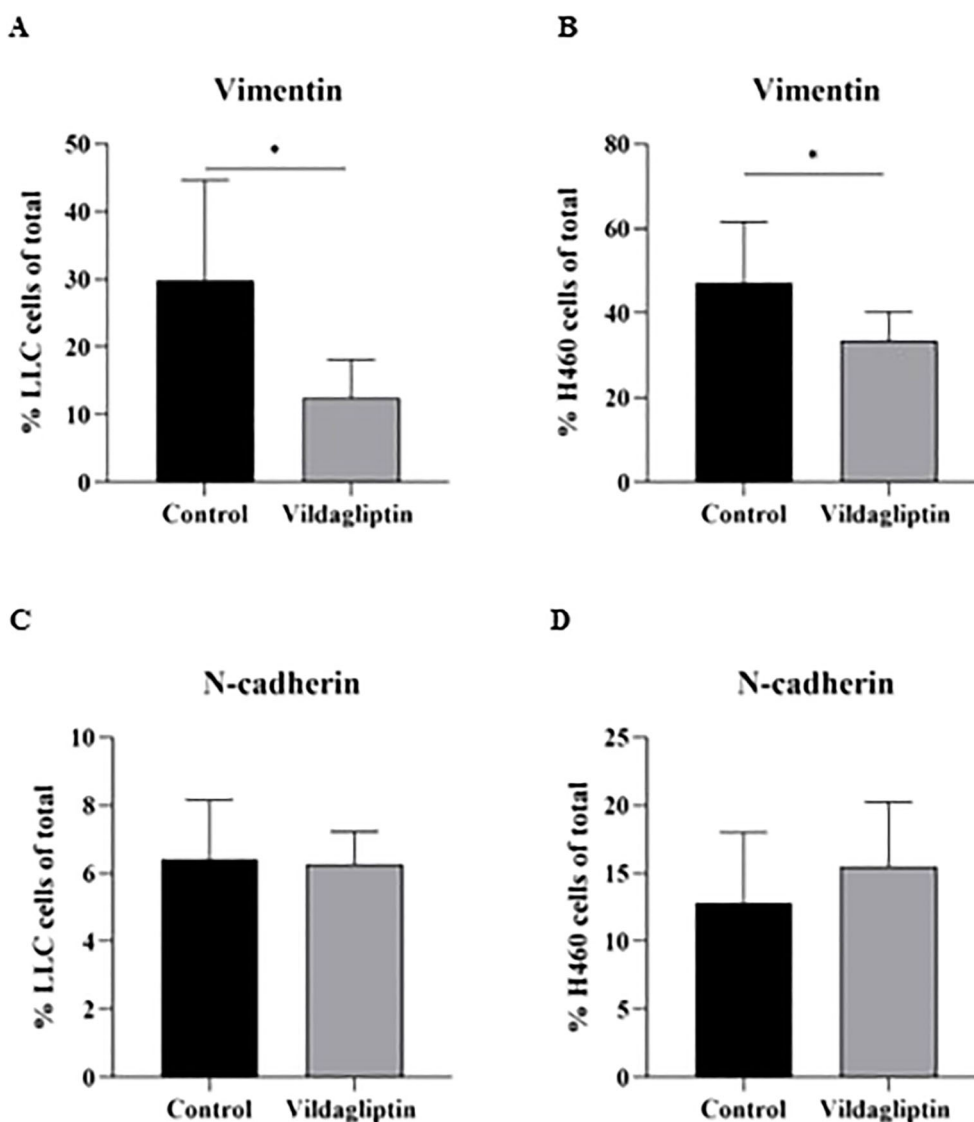 A
Vimentin
% LLC cells of total
50
40
30
20
10
0
*
Control
Vildagliptin
B
Vimentin
% H460 cells of total
80
60
40
20
0
*
Control
Vildagliptin
C
N-cadherin
% LLC cells of total
10
8
6
4
2
0
Control
Vildagliptin
D
N-cadherin
% H460 cells of total
25
20
15
10
5
0
Control
Vildagliptin